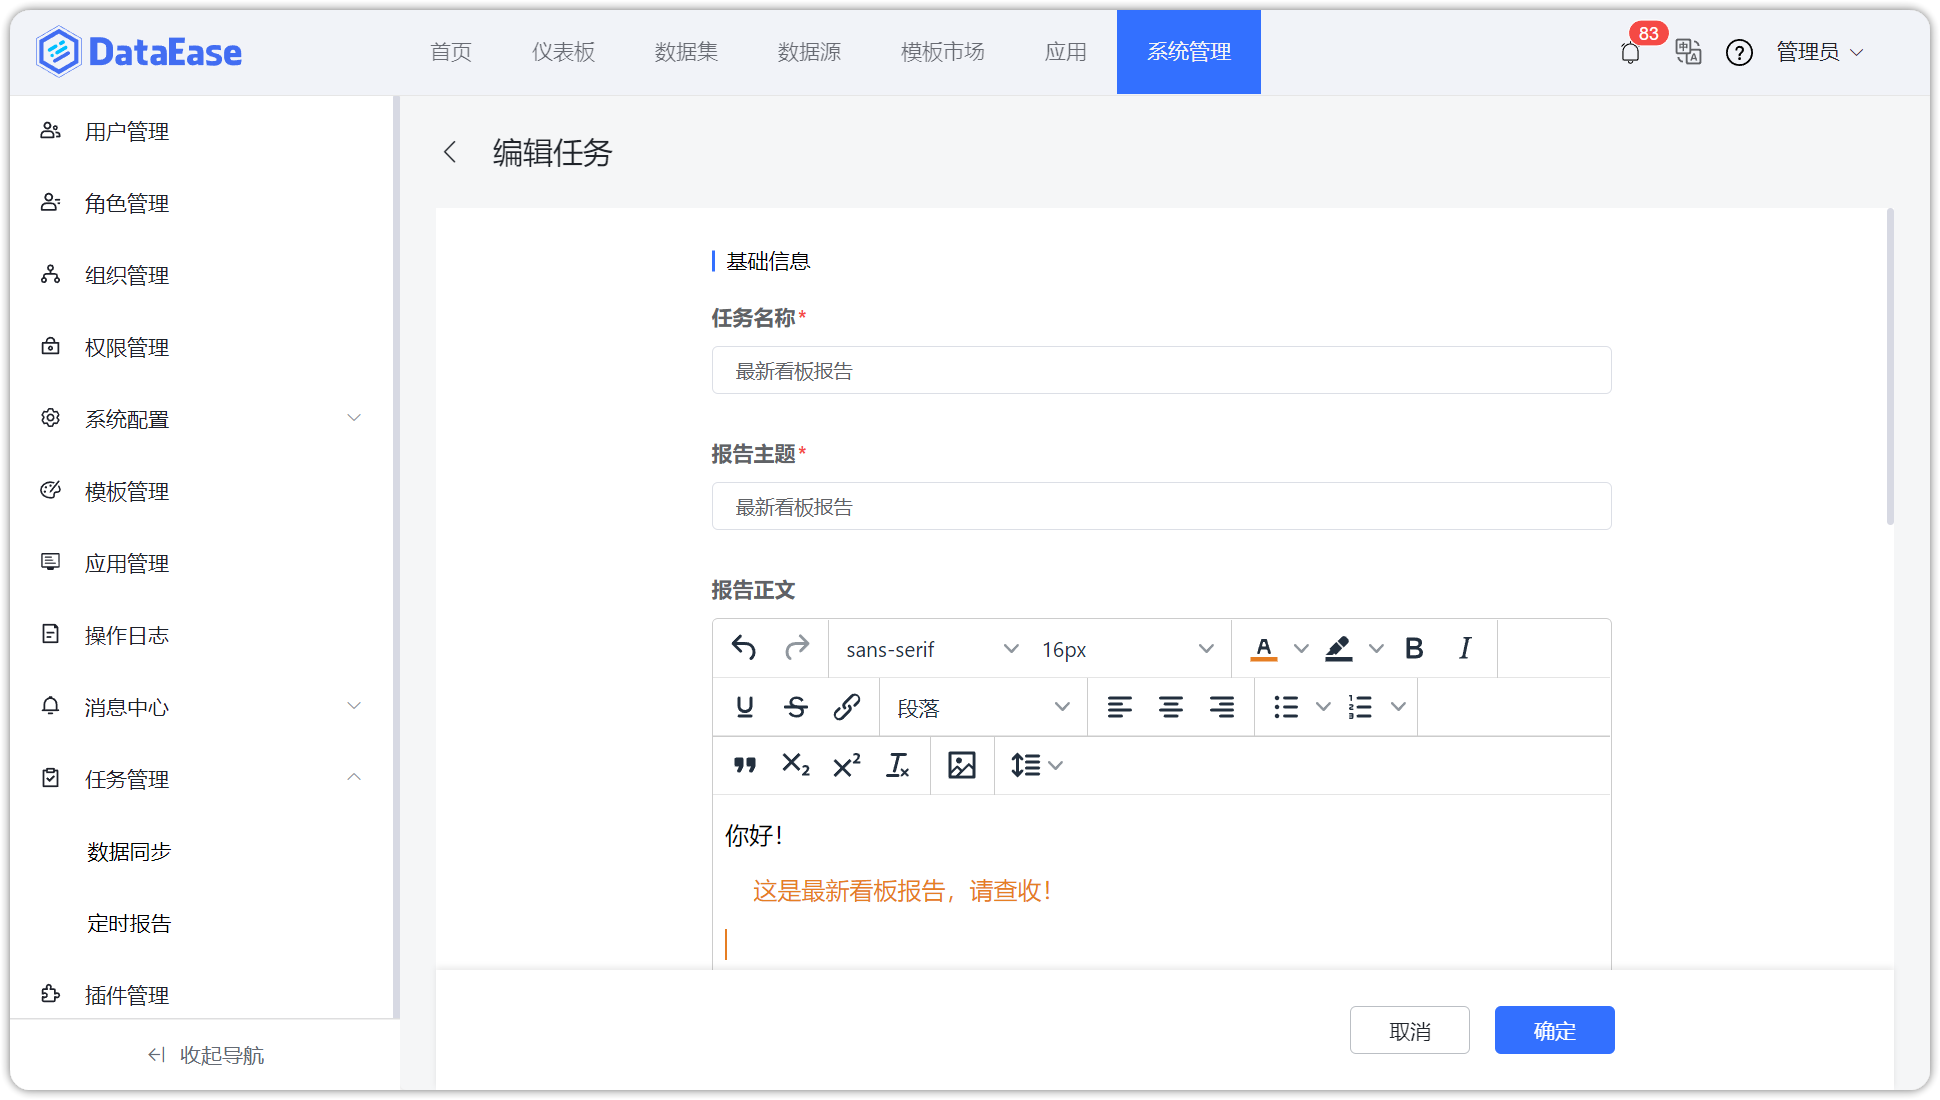 DataEase
首页
仪表板
数据集
数据源
模板市场
应用
系统管理
83
管理员
用户管理
角色管理
组织管理
权限管理
系统配置
模板管理
应用管理
操作日志
消息中心
任务管理
数据同步
定时报告
插件管理
收起导航
编辑任务
基础信息
任务名称*
最新看板报告
报告主题*
最新看板报告
报告正文
sans-serif
16px
段落
你好！
这是最新看板报告，请查收！
取消
确定